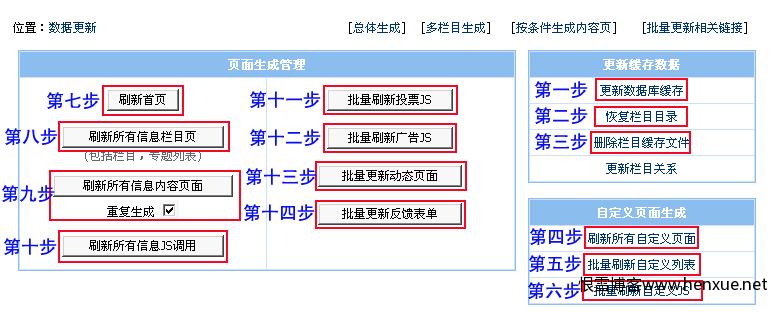 位置：数据更新
[总体生成] [多栏目生成] [按条件生成内容页] [批量更新相关链接]
页面生成管理
第七步 刷新首页
第八步 刷新所有信息栏目页
(包括栏目，专题列表)
第九步 刷新所有信息内容页面
重复生成
第十步 刷新所有信息JS调用
第十一步 批量刷新投票JS
第十二步 批量刷新广告JS
第十三步 批量更新动态页面
第十四步 批量更新反馈表单
更新缓存数据
第一步 更新数据库缓存
第二步 恢复栏目目录
第三步 删除栏目缓存文件
更新栏目关系
自定义页面生成
第四步 刷新所有自定义页面
第五步 批量刷新自定义列表
第六步 批量刷新自定义JS
恨雪博客www.henxue.net